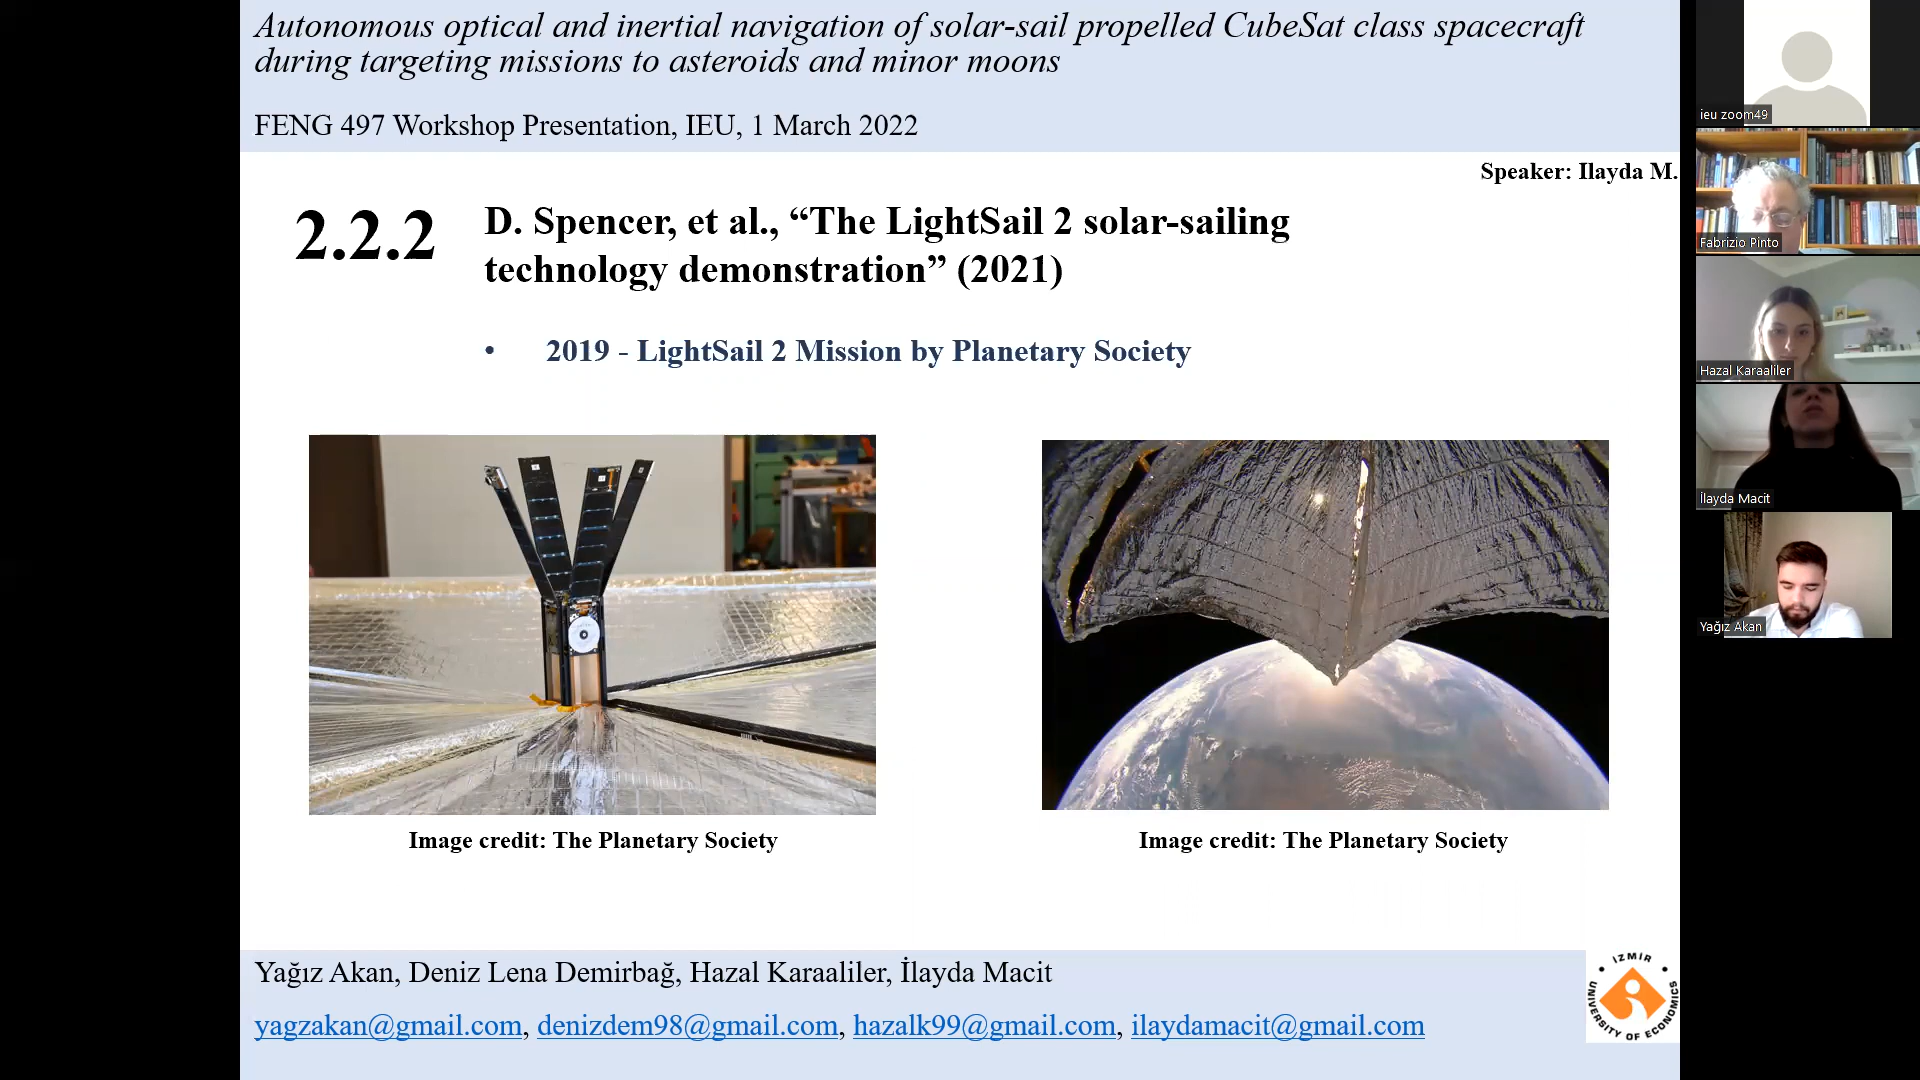 Autonomous optical and inertial navigation of solar-sail propelled CubeSat class spacecraft
during targeting missions to asteroids and minor moons
FENG 497 Workshop Presentation, IEU, 1 March 2022
Speaker: Ilayda M.
2.2.2
D. Spencer, et al., “The LightSail 2 solar-sailing
technology demonstration” (2021)
• 2019 - LightSail 2 Mission by Planetary Society
Image credit: The Planetary Society
Image credit: The Planetary Society
Yağız Akan, Deniz Lena Demirbağ, Hazal Karaaliler, İlayda Macit
yagzakan@gmail.com, denizdem98@gmail.com, hazalk99@gmail.com, ilaydamacit@gmail.com
IZMIR
UNIVERSITY OF ECONOMICS
ieu zoom49
Fabrizio Pinto
Hazal Karaaliler
İlayda Macit
Yağız Akan